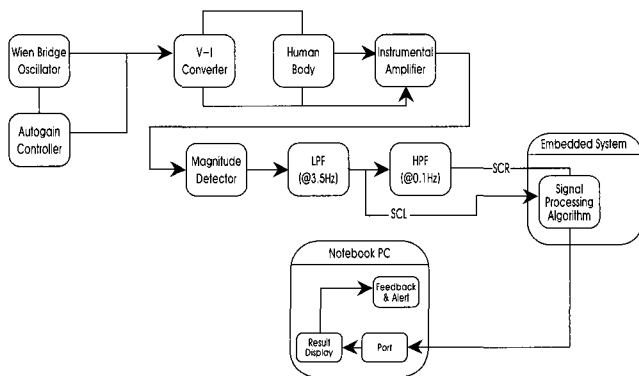 Wien Bridge
Oscillator
V-I
Converter
Human
Body
Instrumental
Amplifier
Autogain
Controller
Magnitude
Detector
LPF
(@3.5Hz)
HPF
(@0.1Hz)
SCR
SCL
Embedded System
Signal
Processing
Algorithm
Notebook PC
Feedback
& Alert
Result
Display
Port